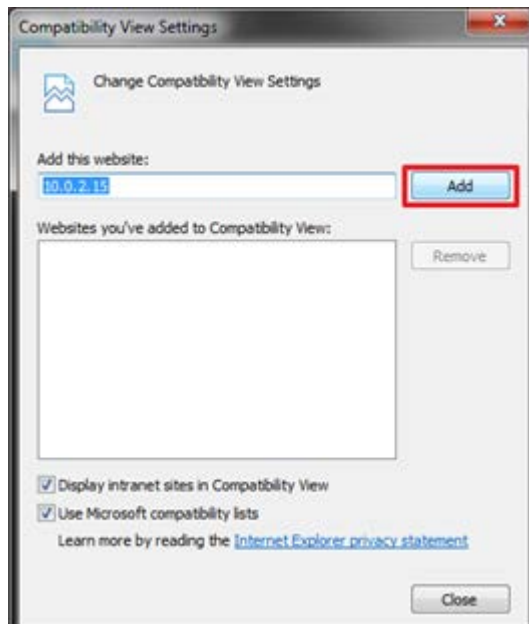 Compatibility View Settings
Change Compatibility View Settings
Add this website:
10.0.2.15
Add
Websites you've added to Compatibility View:
Remove
Display intranet sites in Compatibility View
Use Microsoft compatibility lists
Learn more by reading the Internet Explorer privacy statement
Close